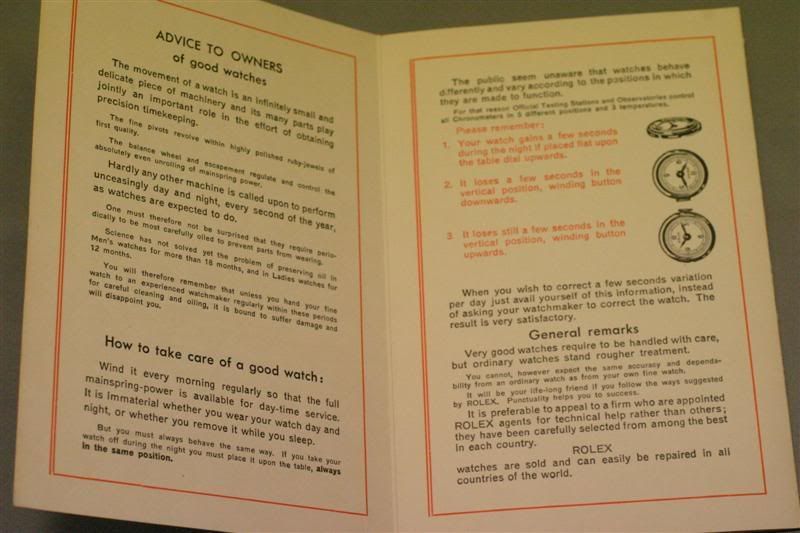 ADVICE TO OWNERS
of good watches
The movement of a watch is an infinitely small and
delicate piece of machinery and its many parts play
jointly an important role in the effort of obtaining
precision timekeeping.
The fine pivots revolve within highly polished ruby-jewels of
first quality.
The balance wheel and escapement regulate and control the
absolutely even unrolling of mainspring power.
Hardly any other machine is called upon to perform
unceasingly day and night, every second of the year,
as watches are expected to do.
One must therefore not be surprised that they require perio-
dically to be most carefully oiled to prevent parts from wearing.
Science has not solved yet the problem of preserving oil in
Men's watches for more than 18 months, and in Ladies watches for
12 months.
You will therefore remember that unless you hand your fine
watch to an experienced watchmaker regularly within these periods
for careful cleaning and oiling, it is bound to suffer damage and
will disappoint you.
How to take care of a good watch:
Wind it every morning regularly so that the full
mainspring-power is available for day-time service.
It is immaterial whether you wear your watch day and
night, or whether you remove it while you sleep.
But you must always behave the same way. If you take your
watch off during the night you must place it upon the table, always
in the same position.
The public seem unaware that watches behave
differently and vary according to the positions in which
they are made to function.
For that reason Official Testing Stations and Observatories control
all Chronometers in 5 different positions and 3 temperatures.
Please remember:
1. Your watch gains a few seconds
during the night if placed flat upon
the table dial upwards.
2. It loses a few seconds in the
vertical position, winding button
downwards.
3. It loses still a few seconds in the
vertical position, winding button
upwards.
When you wish to correct a few seconds variation
per day just avail yourself of this information, instead
of asking your watchmaker to correct the watch. The
result is very satisfactory.
General remarks
Very good watches require to be handled with care,
but ordinary watches stand rougher treatment.
You cannot, however expect the same accuracy and dependa-
bility from an ordinary watch as from your own fine watch.
It will be your life-long friend if you follow the ways suggested
by ROLEX. Punctuality helps you to success.
It is preferable to appeal to a firm who are appointed
ROLEX agents for technical help rather than others;
they have been carefully selected from among the best
in each country.
ROLEX
watches are sold and can easily be repaired in all
countries of the world.